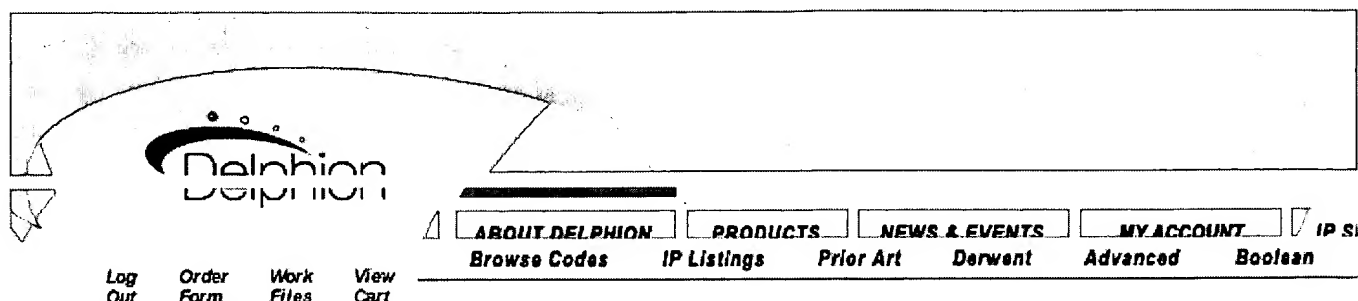 Delphion
ABOUT DELPHION PRODUCTS NEWS & EVENTS MY ACCOUNT
Browse Codes IP Listings Prior Art Derwent Advanced Boolean
Log Order Work View
Out Form Files Cart